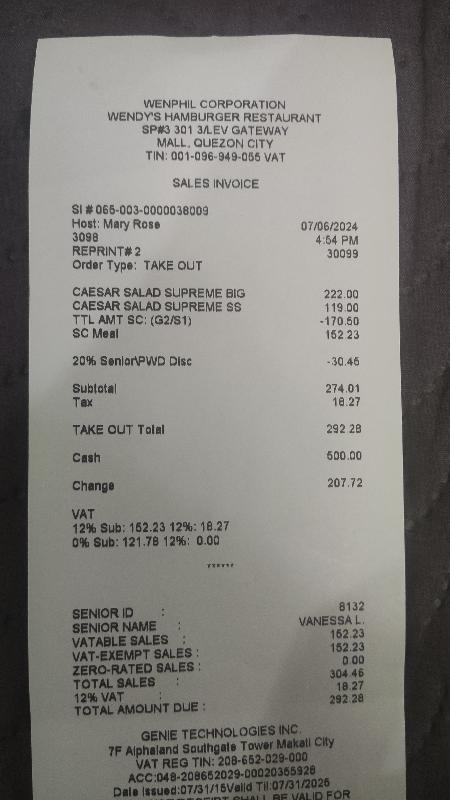 WENPHIL CORPORATION
WENDY'S HAMBURGER RESTAURANT
SP#3 301 3/LEV GATEWAY
MALL, QUEZON CITY
TIN: 001-096-949-055 VAT
SALES INVOICE
SI # 065-003-0000038009
Host: Mary Rose 07/06/2024
3098 4:54 PM
REPRINT# 2 30099
Order Type: TAKE OUT
CAESAR SALAD SUPREME BIG 222.00
CAESAR SALAD SUPREME SS 119.00
TTL AMT SC: (G2/S1) -170.50
SC Meal 152.23
20% Senior\PWD Disc -30.45
Subtotal 274.01
Tax 18.27
TAKE OUT Total 292.28
Cash 500.00
Change 207.72
VAT
12% Sub: 152.23 12%: 18.27
0% Sub: 121.78 12%: 0.00
******
SENIOR ID : 8132
SENIOR NAME : VANESSA L.
VATABLE SALES : 152.23
VAT-EXEMPT SALES : 152.23
ZERO-RATED SALES : 0.00
TOTAL SALES : 304.46
12% VAT : 18.27
TOTAL AMOUNT DUE : 292.28
GENIE TECHNOLOGIES INC.
7F Alphaland Southgate Tower Makati City
VAT REG TIN: 208-652-029-000
ACC:048-208652029-00020355928
Date Issued:07/31/15Valid Til:07/31/2025
RECEIPT SHALL BE VALID FOR